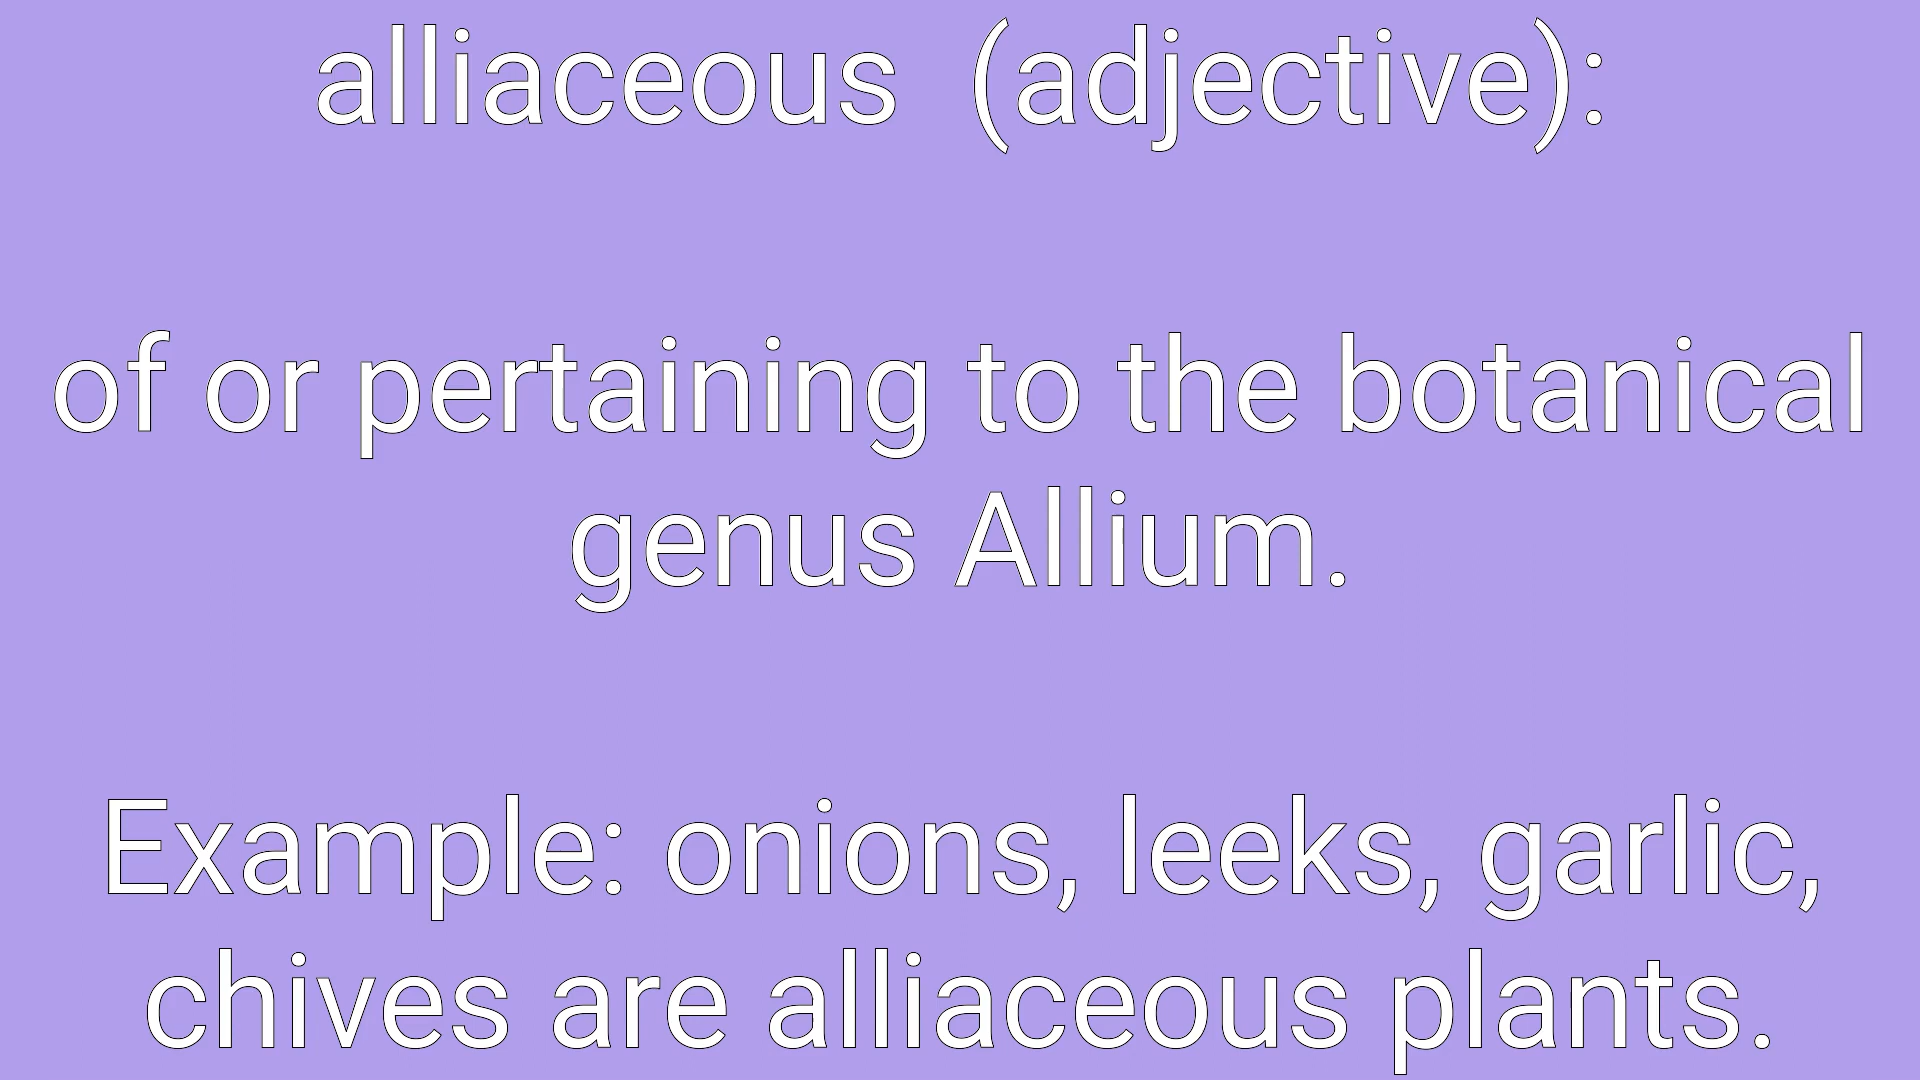 alliaceous  (adjective):
of or pertaining to the botanical
genus Allium.
Example: onions, leeks, garlic,
chives are alliaceous plants.